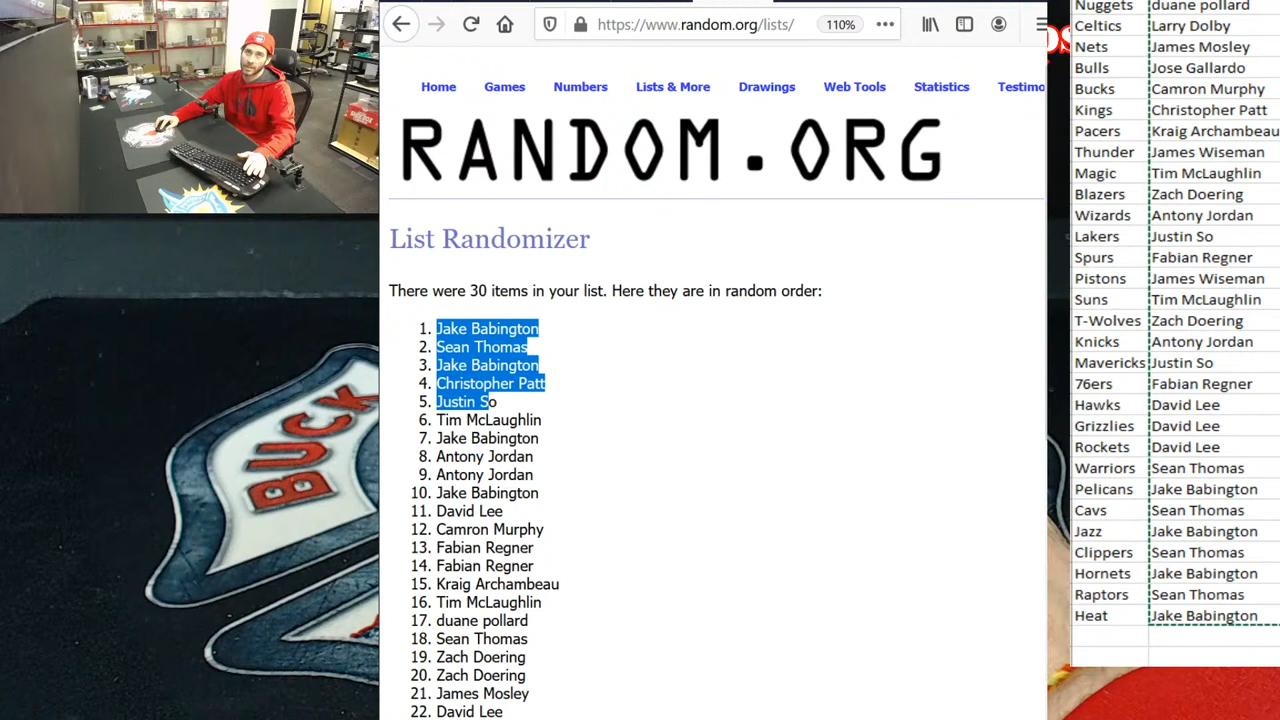 https://www.random.org/lists/
110%
Home Games Numbers Lists & More Drawings Web Tools Statistics Testimo
RANDOM.ORG
List Randomizer
There were 30 items in your list. Here they are in random order:
1. Jake Babington
2. Sean Thomas
3. Jake Babington
4. Christopher Patt
5. Justin So
6. Tim McLaughlin
7. Jake Babington
8. Antony Jordan
9. Antony Jordan
10. Jake Babington
11. David Lee
12. Camron Murphy
13. Fabian Regner
14. Fabian Regner
15. Kraig Archambeau
16. Tim McLaughlin
17. duane pollard
18. Sean Thomas
19. Zach Doering
20. Zach Doering
21. James Mosley
22. David Lee
Nuggets duane pollard
Celtics Larry Dolby
Nets James Mosley
Bulls Jose Gallardo
Bucks Camron Murphy
Kings Christopher Patt
Pacers Kraig Archambeau
Thunder James Wiseman
Magic Tim McLaughlin
Blazers Zach Doering
Wizards Antony Jordan
Lakers Justin So
Spurs Fabian Regner
Pistons James Wiseman
Suns Tim McLaughlin
T-Wolves Zach Doering
Knicks Antony Jordan
Mavericks Justin So
76ers Fabian Regner
Hawks David Lee
Grizzlies David Lee
Rockets David Lee
Warriors Sean Thomas
Pelicans Jake Babington
Cavs Sean Thomas
Jazz Jake Babington
Clippers Sean Thomas
Hornets Jake Babington
Raptors Sean Thomas
Heat Jake Babington
BUCK